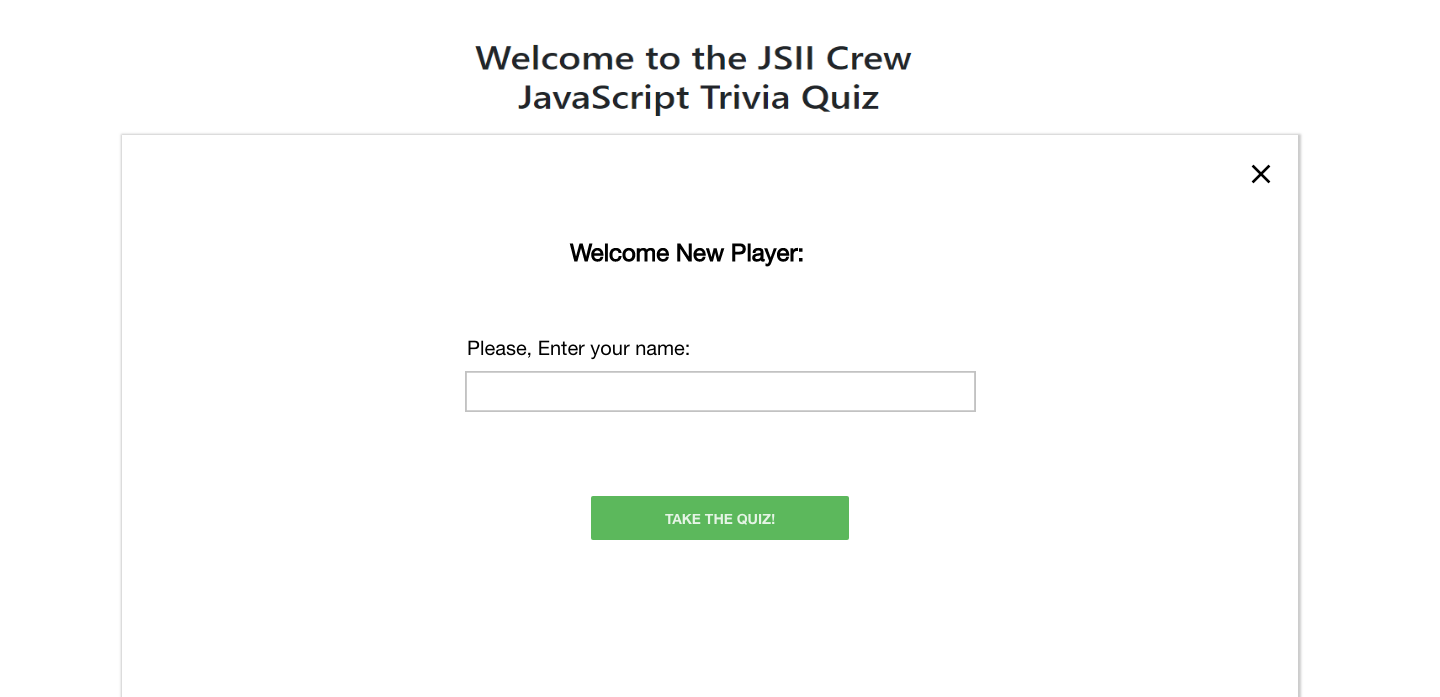 Welcome to the JSII Crew
JavaScript Trivia Quiz
Welcome New Player:
Please, Enter your name:
TAKE THE QUIZ!